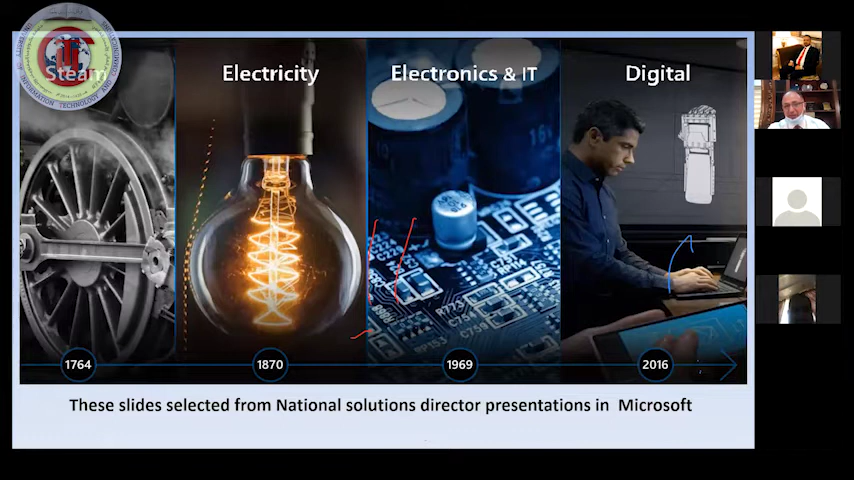 Steam
Electricity
Electronics & IT
Digital
1764
1870
1969
2016
These slides selected from National solutions director presentations in Microsoft